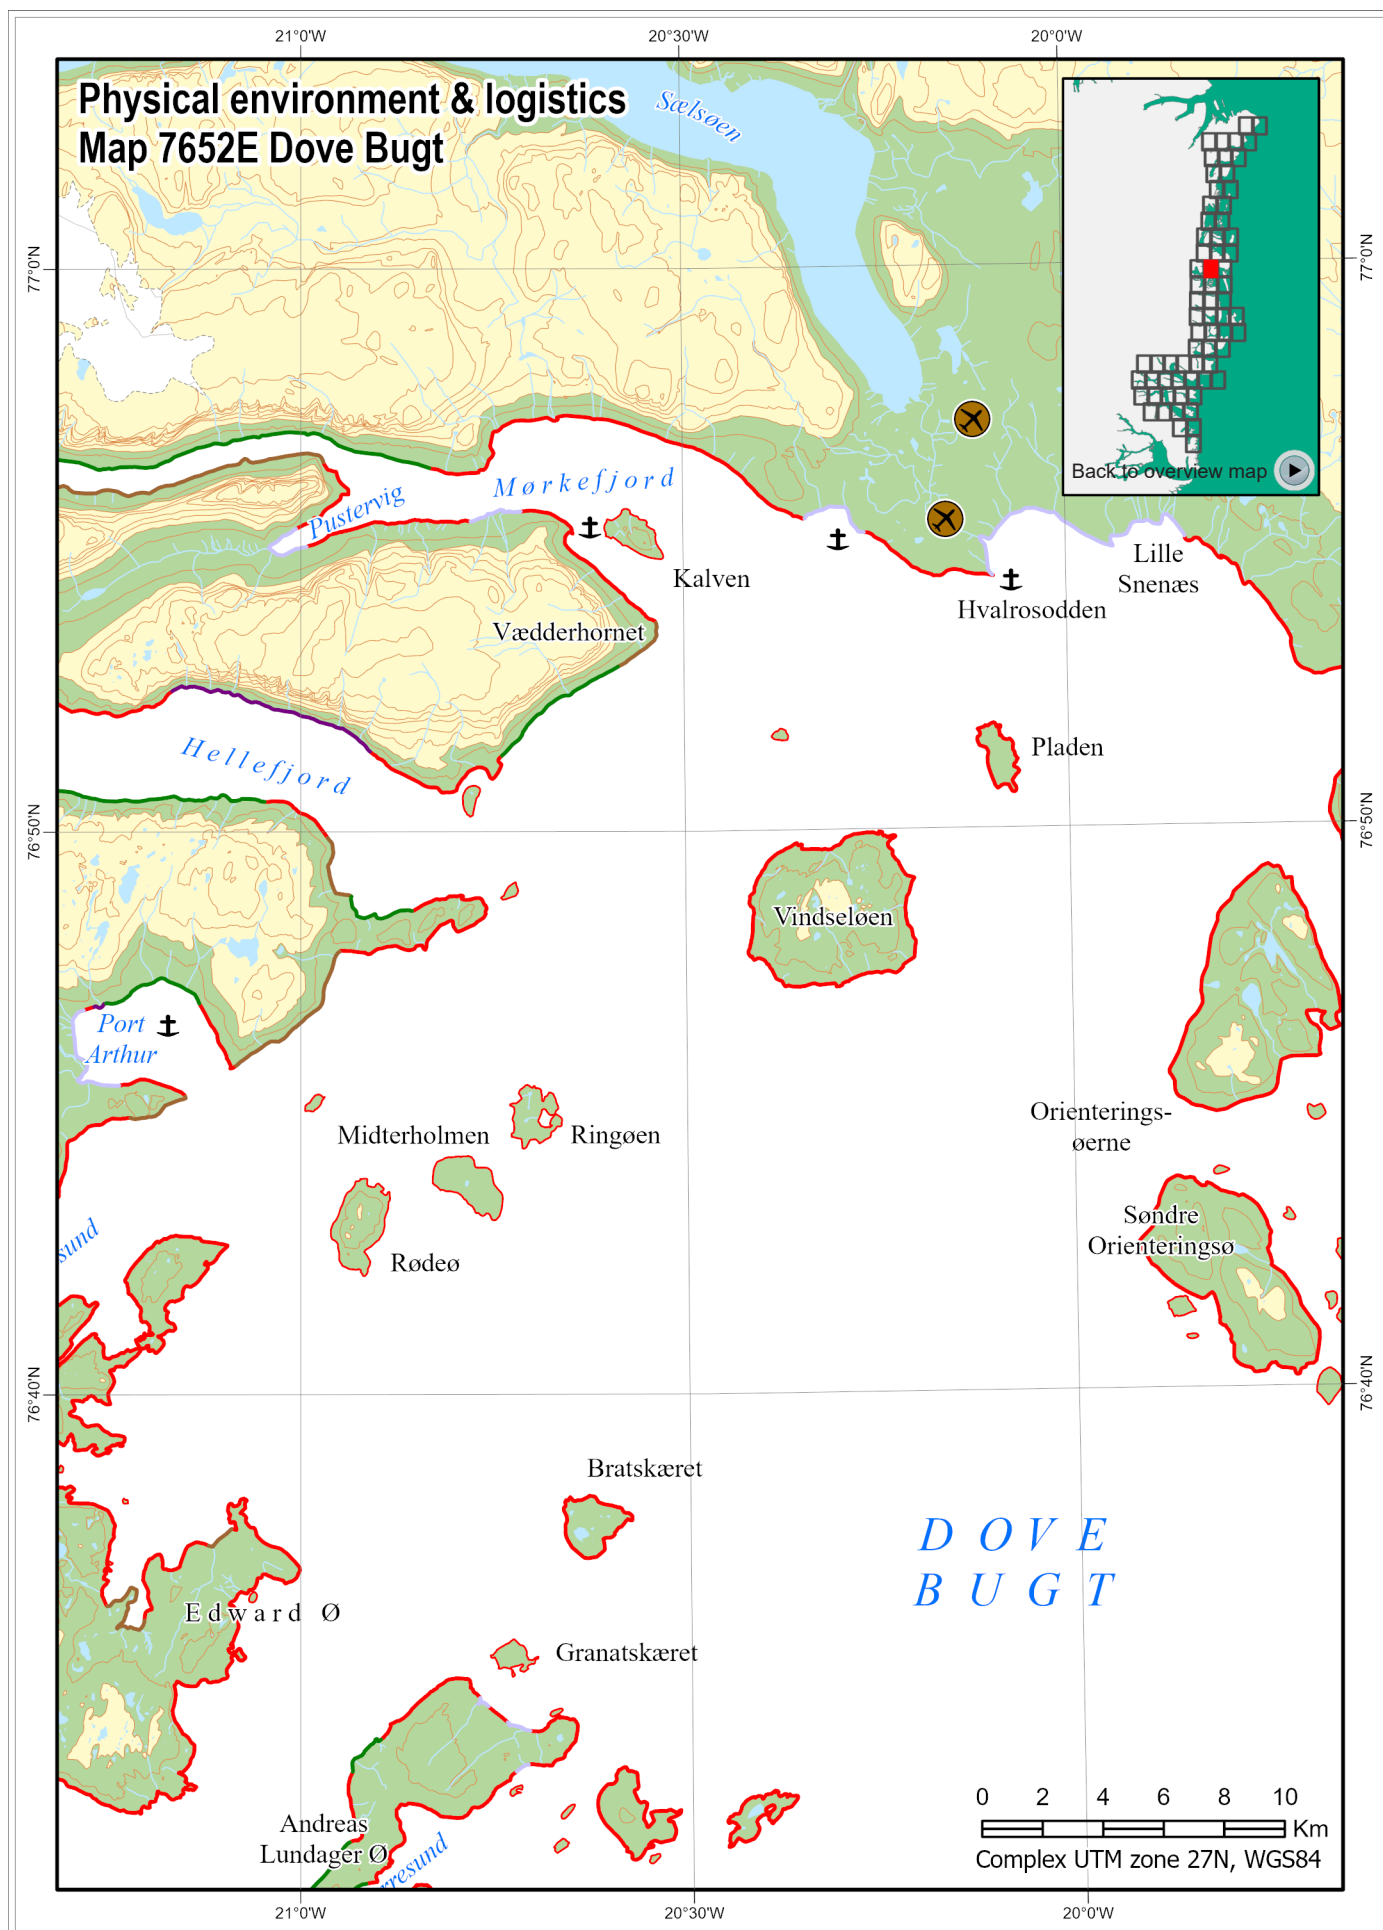 21°0'W
20°30'W
20°0'W
Physical environment & logistics
Map 7652E Dove Bugt
Sælsøen
77°0'N
77°0'N
Back to overview map
Mørkefjord
Pustervig
Kalven
Hvalrosodden
Lille
Snenæs
Vædderhornet
Hellefjord
Pladen
76°50'N
76°50'N
Vindseløen
Port
Arthur
Orienterings-
øerne
Midterholmen
Ringøen
Rødeø
Søndre
Orienteringsø
sund
76°40'N
76°40'N
Bratskæret
DOVE
BUGT
Edward Ø
Granatskæret
Andreas
Lundager Ø
rresund
0 2 4 6 8 10
Km
Complex UTM zone 27N, WGS84
21°0'W
20°30'W
20°0'W